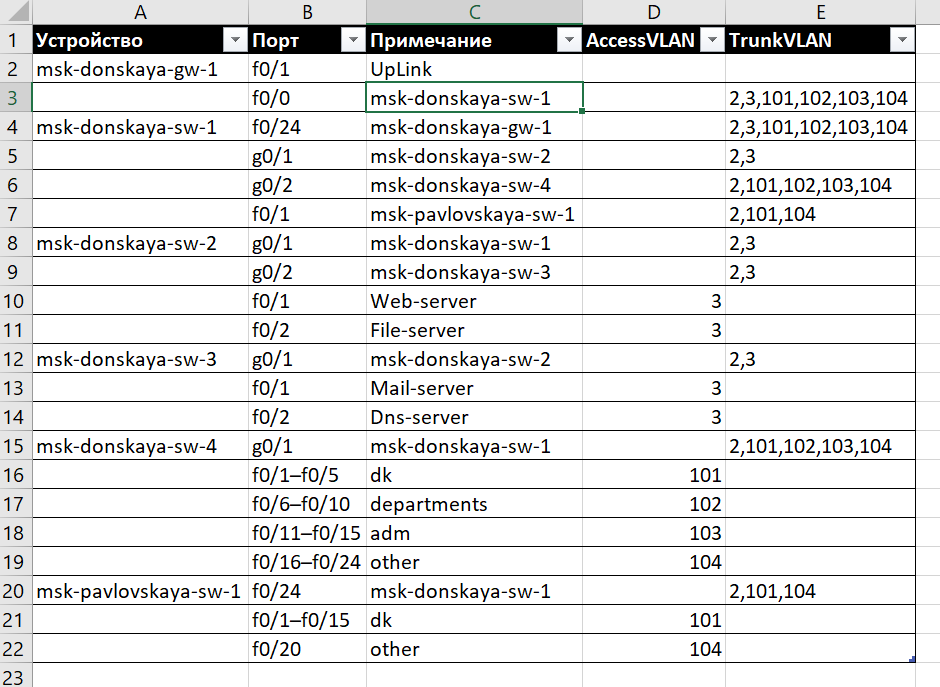 A B C D E
1 Устройство Порт Примечание AccessVLAN TrunkVLAN
2 msk-donskaya-gw-1 f0/1 UpLink
3 f0/0 msk-donskaya-sw-1 2,3,101,102,103,104
4 msk-donskaya-sw-1 f0/24 msk-donskaya-gw-1 2,3,101,102,103,104
5 g0/1 msk-donskaya-sw-2 2,3
6 g0/2 msk-donskaya-sw-4 2,101,102,103,104
7 f0/1 msk-pavlovskaya-sw-1 2,101,104
8 msk-donskaya-sw-2 g0/1 msk-donskaya-sw-1 2,3
9 g0/2 msk-donskaya-sw-3 2,3
10 f0/1 Web-server 3
11 f0/2 File-server 3
12 msk-donskaya-sw-3 g0/1 msk-donskaya-sw-2 2,3
13 f0/1 Mail-server 3
14 f0/2 Dns-server 3
15 msk-donskaya-sw-4 g0/1 msk-donskaya-sw-1 2,101,102,103,104
16 f0/1–f0/5 dk 101
17 f0/6–f0/10 departments 102
18 f0/11–f0/15 adm 103
19 f0/16–f0/24 other 104
20 msk-pavlovskaya-sw-1 f0/24 msk-donskaya-sw-1 2,101,104
21 f0/1–f0/15 dk 101
22 f0/20 other 104
23